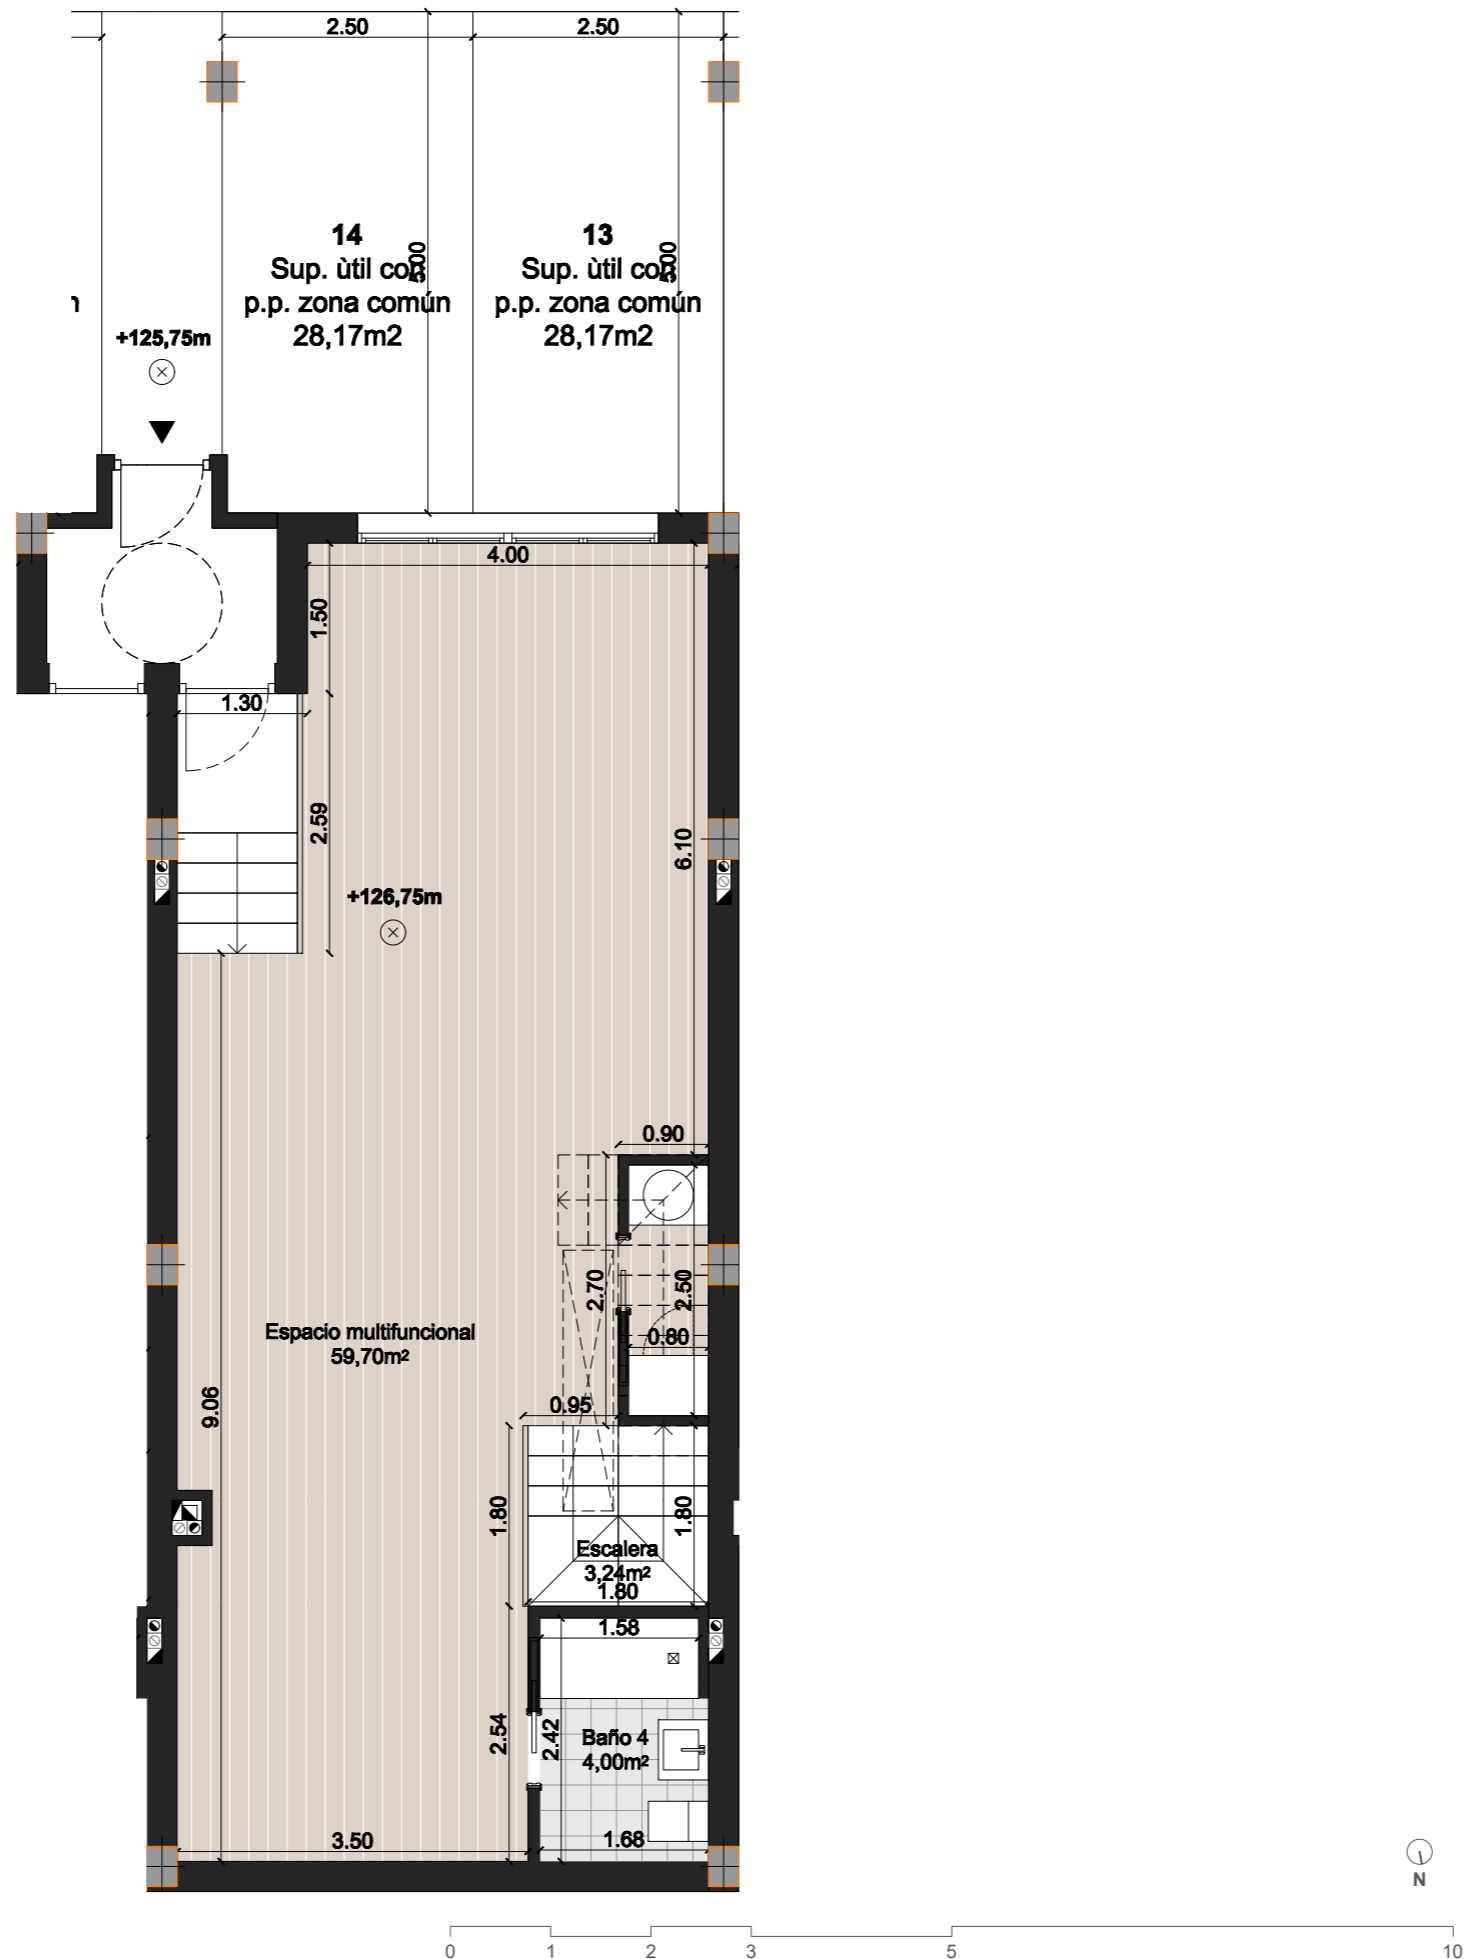 2.50
2.50
14
Sup. ùtil con
p.p. zona común
28,17m2
5.00
13
Sup. ùtil con
p.p. zona común
28,17m2
5.00
+125,75m
4.00
1.50
1.30
2.59
6.10
+126,75m
0.90
2.70
2.50
0.80
Espacio multifuncional
59,70m²
9.06
0.95
1.80
1.80
Escalera
3,24m²
1.80
1.58
2.54
2.42
Baño 4
4,00m²
3.50
1.68
N
0 1 2 3 5 10